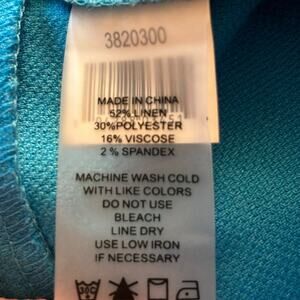 3820300
MADE IN CHINA
52% LINEN
30%POLYESTER
16% VISCOSE
2% SPANDEX
MACHINE WASH COLD
WITH LIKE COLORS
DO NOT USE
BLEACH
LINE DRY
USE LOW IRON
IF NECESSARY